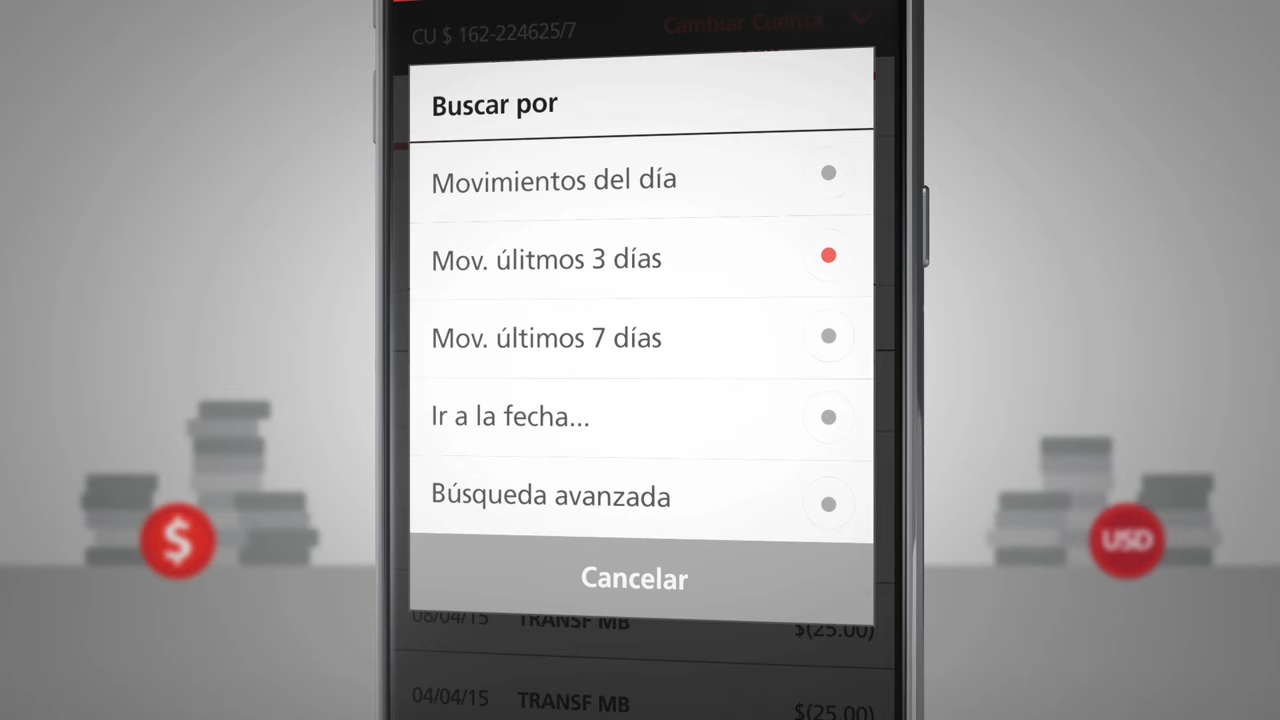 CU $ 162-224625/7
Cambiar Cuenta
Buscar por
Movimientos del día
Mov. úlitmos 3 días
Mov. últimos 7 días
Ir a la fecha...
Búsqueda avanzada
Cancelar
$
USD
08/04/15 TRANSF MB $(25.00)
04/04/15 TRANSF MB $(25.00)